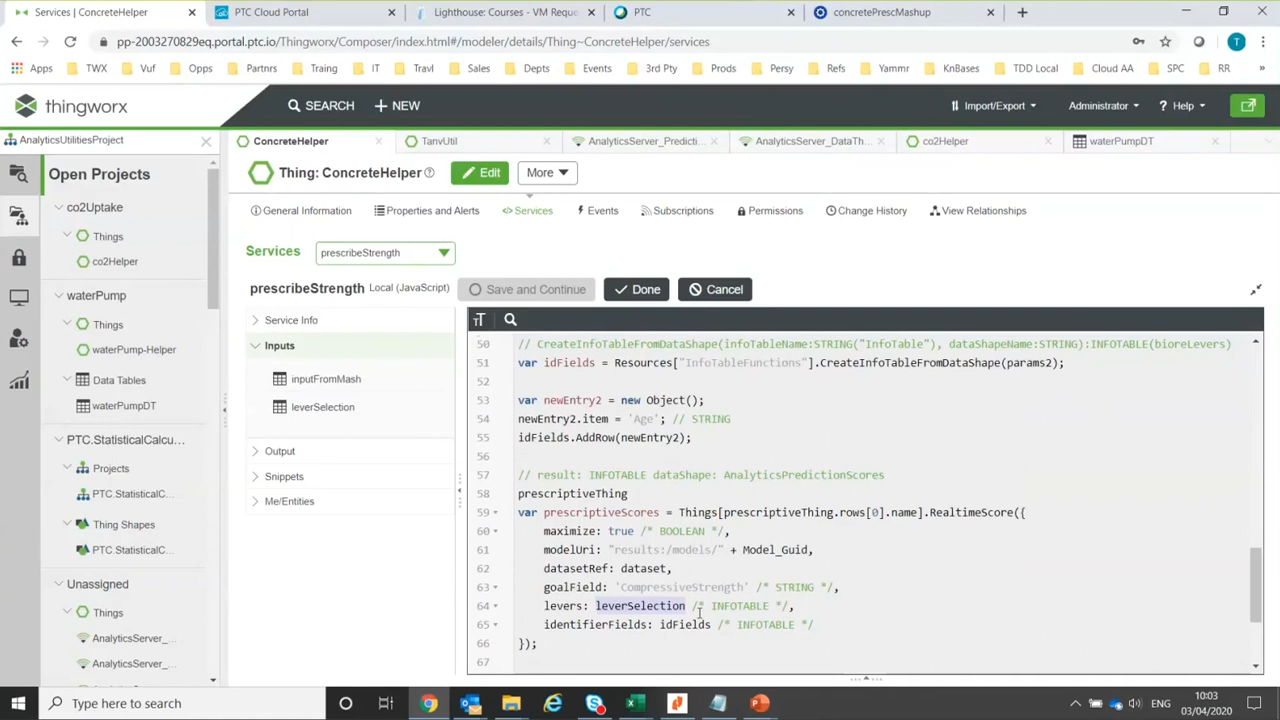 Services | ConcreteHelper
PTC Cloud Portal
Lighthouse: Courses - VM Reque
PTC
concretePrescMashup
pp-2003270829eq.portal.ptc.io/Thingworx/Composer/index.html#/modeler/details/Thing~ConcreteHelper/services
T
Apps TWX Vuf Opps Partnrs Traing IT Travl Sales Depts Events 3rd Pty Prods Persy Refs Yammr KnBases TDD Local Cloud AA SPC RR »
thingworx
SEARCH
NEW
Import/Export
Administrator
? Help
AnalyticsUtilitiesProject
ConcreteHelper
TanvUtil
AnalyticsServer_Predicti...
AnalyticsServer_DataTh...
co2Helper
waterPumpDT
Open Projects
co2Uptake
Things
co2Helper
waterPump
Things
waterPump-Helper
Data Tables
waterPumpDT
PTC.StatisticalCalcu...
Projects
PTC.StatisticalC...
Thing Shapes
PTC.StatisticalC...
Unassigned
Things
AnalyticsServer_...
AnalyticsServer_...
Thing: ConcreteHelper
Edit
More
General Information
Properties and Alerts
Services
Events
Subscriptions
Permissions
Change History
View Relationships
Services
prescribeStrength
prescribeStrength Local (JavaScript)
Save and Continue
Done
Cancel
Service Info
Inputs
inputFromMash
leverSelection
Output
Snippets
Me/Entities
50 // CreateInfoTableFromDataShape(infoTableName:STRING("InfoTable"), dataShapeName:STRING):INFOTABLE(bioreLevers)
51 var idFields = Resources["InfoTableFunctions"].CreateInfoTableFromDataShape(params2);
52
53 var newEntry2 = new Object();
54 newEntry2.item = 'Age'; // STRING
55 idFields.AddRow(newEntry2);
56
57 // result: INFOTABLE dataShape: AnalyticsPredictionScores
58 prescriptiveThing
59 var prescriptiveScores = Things[prescriptiveThing.rows[0].name].RealtimeScore({
60 maximize: true /* BOOLEAN */,
61 modelUri: "results:/models/" + Model_Guid,
62 datasetRef: dataset,
63 goalField: 'CompressiveStrength' /* STRING */,
64 levers: leverSelection /* INFOTABLE */,
65 identifierFields: idFields /* INFOTABLE */
66 });
67
Type here to search
ENG
10:03
03/04/2020